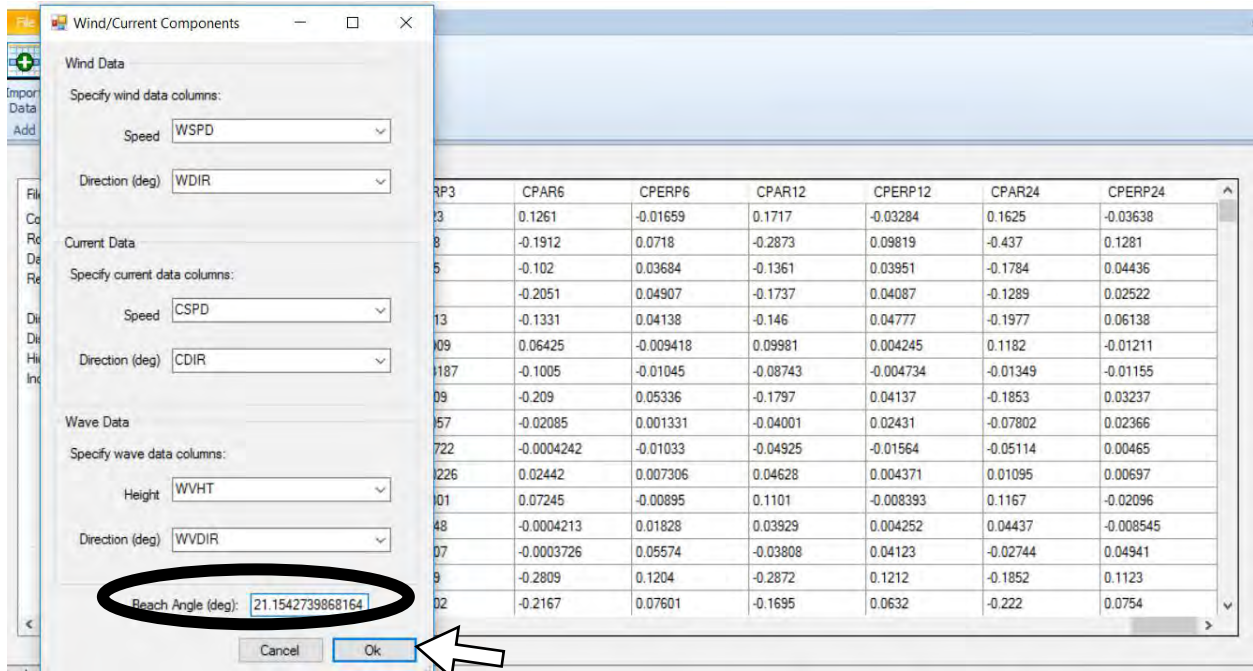 File
Wind/Current Components
Import
Data
Add
Wind Data
Specify wind data columns:
Speed WSPD
Direction (deg) WDIR
Current Data
Specify current data columns:
Speed CSPD
Direction (deg) CDIR
Wave Data
Specify wave data columns:
Height WVHT
Direction (deg) WVDIR
Beach Angle (deg): 21.1542739868164
Cancel Ok
CPAR6 CPERP6 CPAR12 CPERP12 CPAR24 CPERP24
0.1261 -0.01659 0.1717 -0.03284 0.1625 -0.03638
-0.1912 0.0718 -0.2873 0.09819 -0.437 0.1281
-0.102 0.03684 -0.1361 0.03951 -0.1784 0.04436
-0.2051 0.04907 -0.1737 0.04087 -0.1289 0.02522
-0.1331 0.04138 -0.146 0.04777 -0.1977 0.06138
0.06425 -0.009418 0.09981 0.004245 0.1182 -0.01211
-0.1005 -0.01045 -0.08743 -0.004734 -0.01349 -0.01155
-0.209 0.05336 -0.1797 0.04137 -0.1853 0.03237
-0.02085 0.001331 -0.04001 0.02431 -0.07802 0.02366
-0.0004242 -0.01033 -0.04925 -0.01564 -0.05114 0.00465
0.02442 0.007306 0.04628 0.004371 0.01095 0.00697
0.07245 -0.00895 0.1101 -0.008393 0.1167 -0.02096
-0.0004213 0.01828 0.03929 0.004252 0.04437 -0.008545
-0.0003726 0.05574 -0.03808 0.04123 -0.02744 0.04941
-0.2809 0.1204 -0.2872 0.1212 -0.1852 0.1123
-0.2167 0.07601 -0.1695 0.0632 -0.222 0.0754